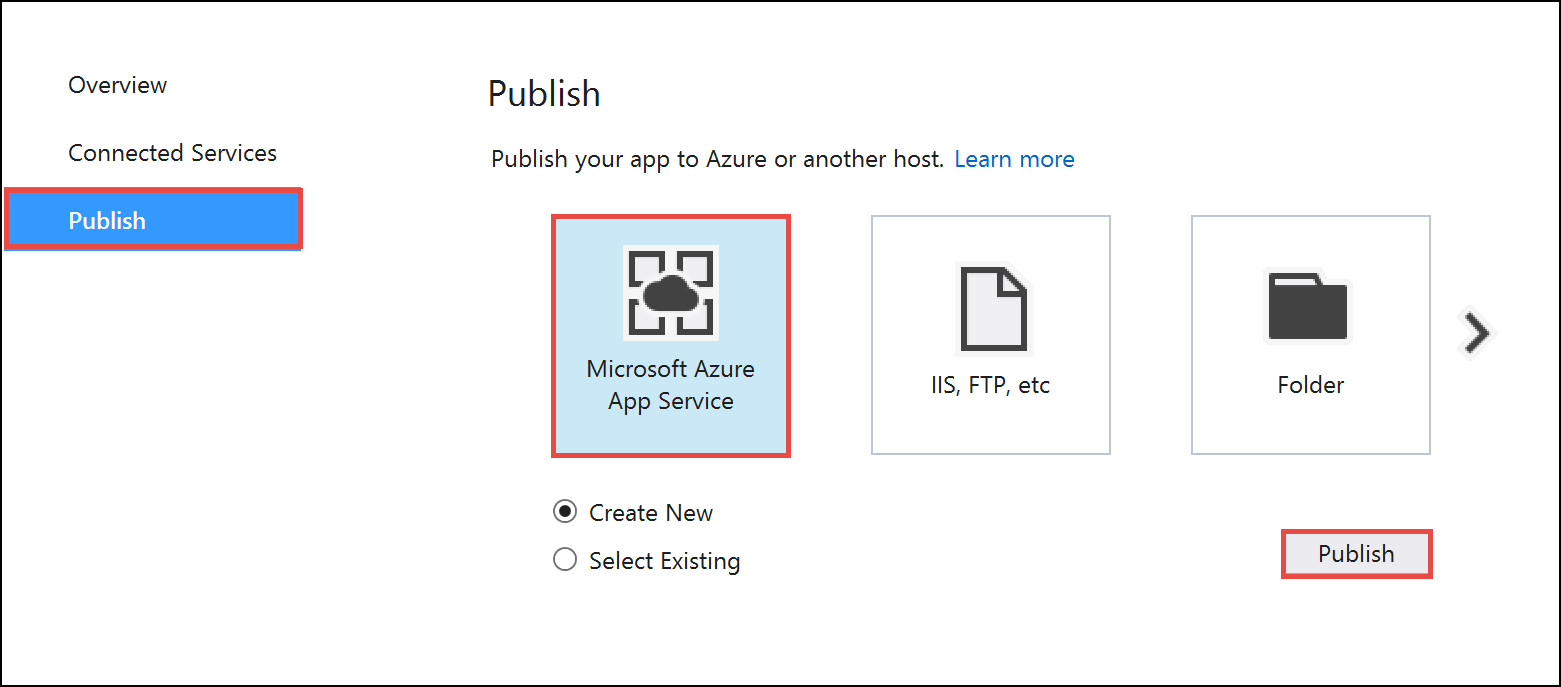 Overview
Connected Services
Publish
Publish
Publish your app to Azure or another host. Learn more
Microsoft Azure
App Service
IIS, FTP, etc
Folder
Create New
Select Existing
Publish